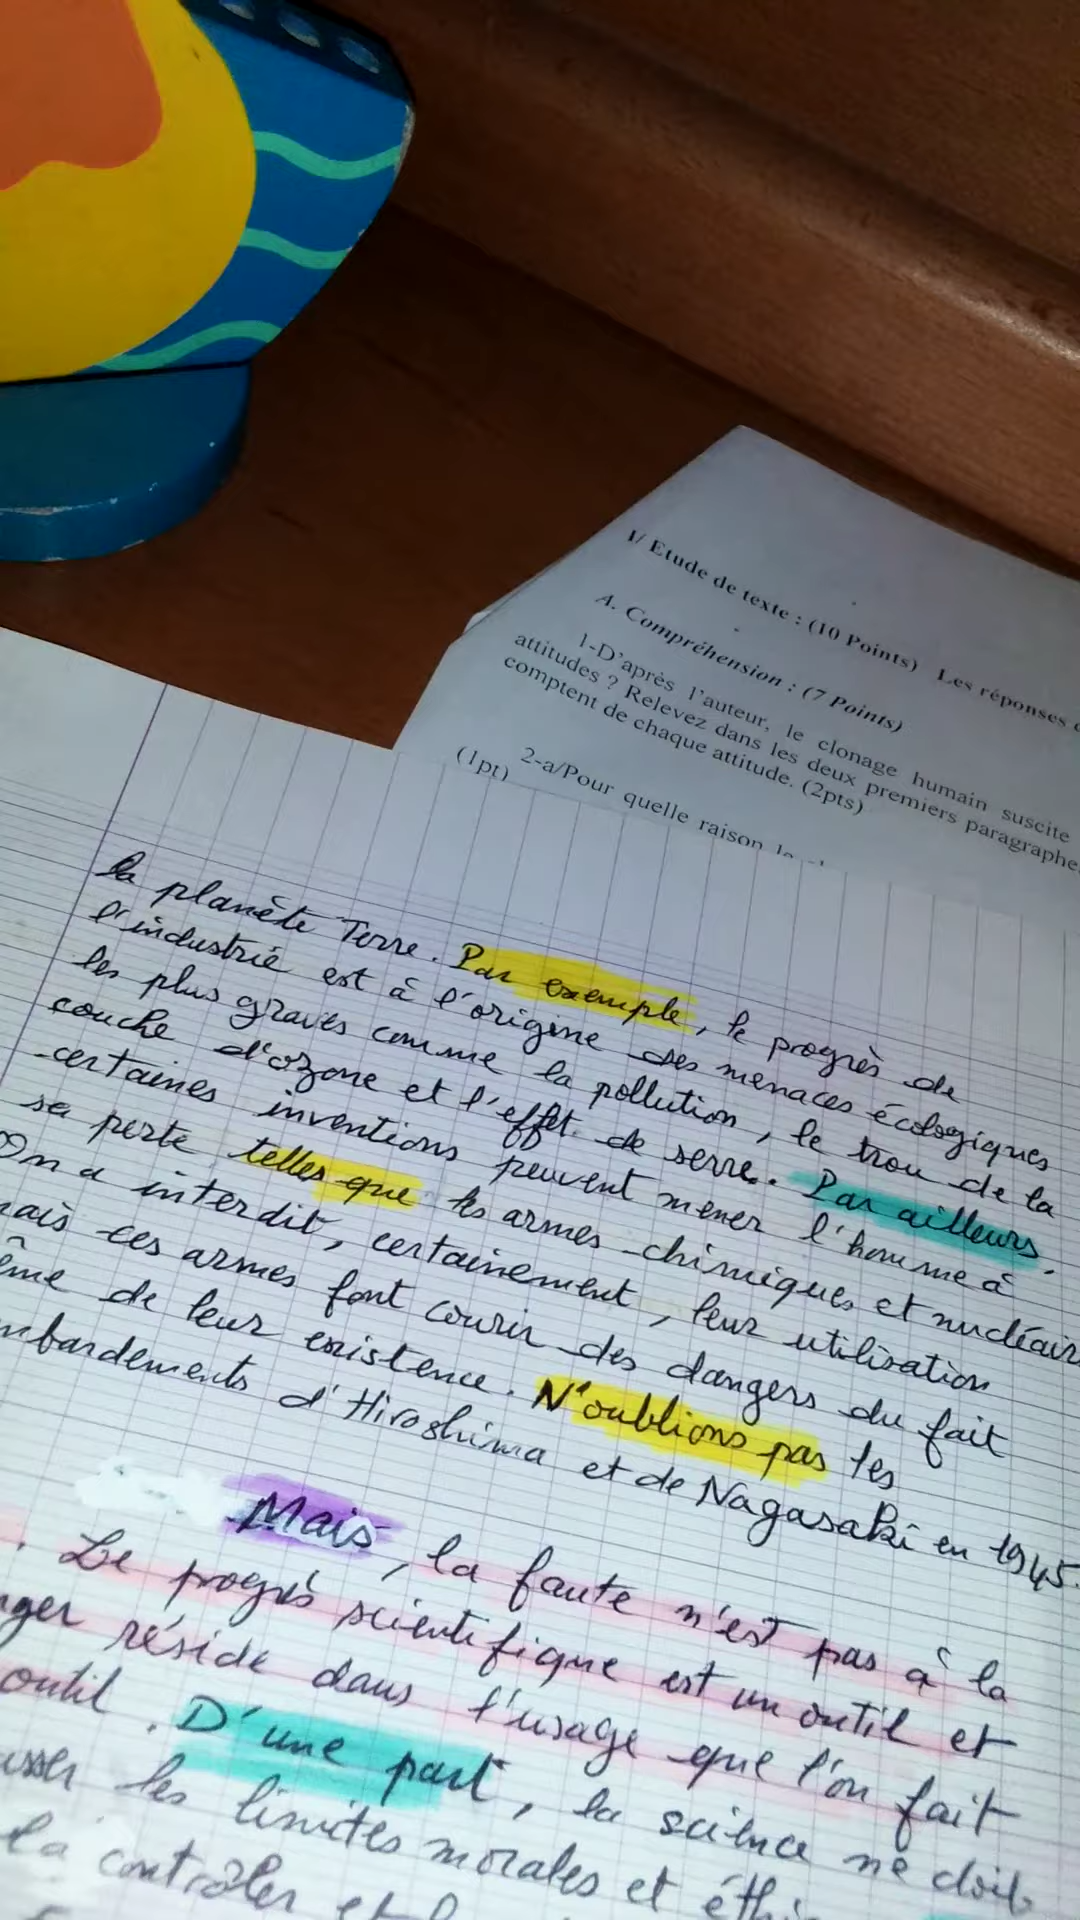 I/ Etude de texte : (10 Points) Les réponses
A. Compréhension : (7 Points)
1-D'après l'auteur, le clonage humain suscite
attitudes ? Relevez dans les deux premiers paragraphe
comptent de chaque attitude. (2pts)
2-a/Pour quelle raison
(1pt)
la planète Terre. Par exemple, le progrès de
l'industrie est à l'origine des menaces écologiques
les plus graves comme la pollution, le trou de la
couche d'ozone et l'effet de serre. Par ailleurs,
certaines inventions peuvent mener l'homme à
sa perte telles que les armes chimiques et nucléair
On a interdit, certainement, leur utilisation
mais ces armes font courir des dangers du fait
ême de leur existence. N'oublions pas les
mbardements d'Hiroshima et de Nagasaki en 1945.
Mais, la faute n'est pas à la
. Le progrès scientifique est un outil et
nger réside dans l'usage que l'on fait
outil. D'une part, la science ne doit
les limites morales et
la contrôler et